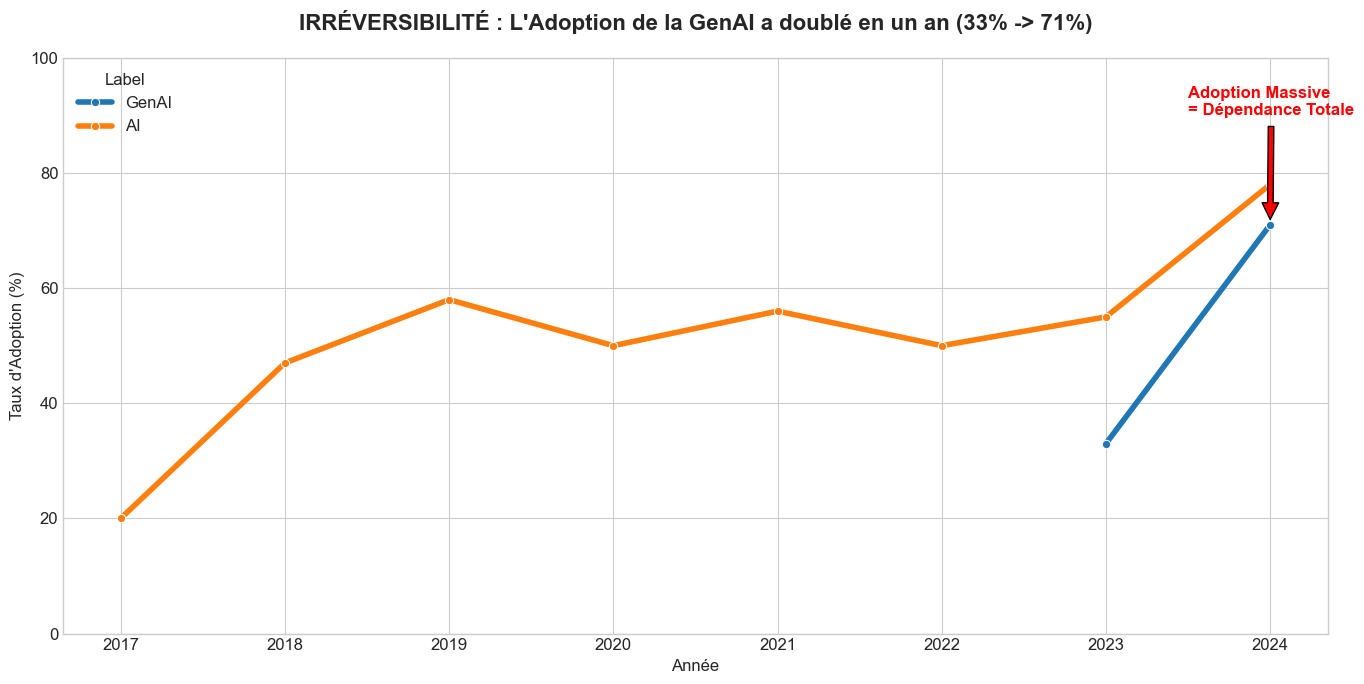 IRRÉVERSIBILITÉ : L'Adoption de la GenAI a doublé en un an (33% -> 71%)
Label
GenAI
AI
Adoption Massive
= Dépendance Totale
Taux d'Adoption (%)
100
80
60
40
20
0
2017 2018 2019 2020 2021 2022 2023 2024
Année